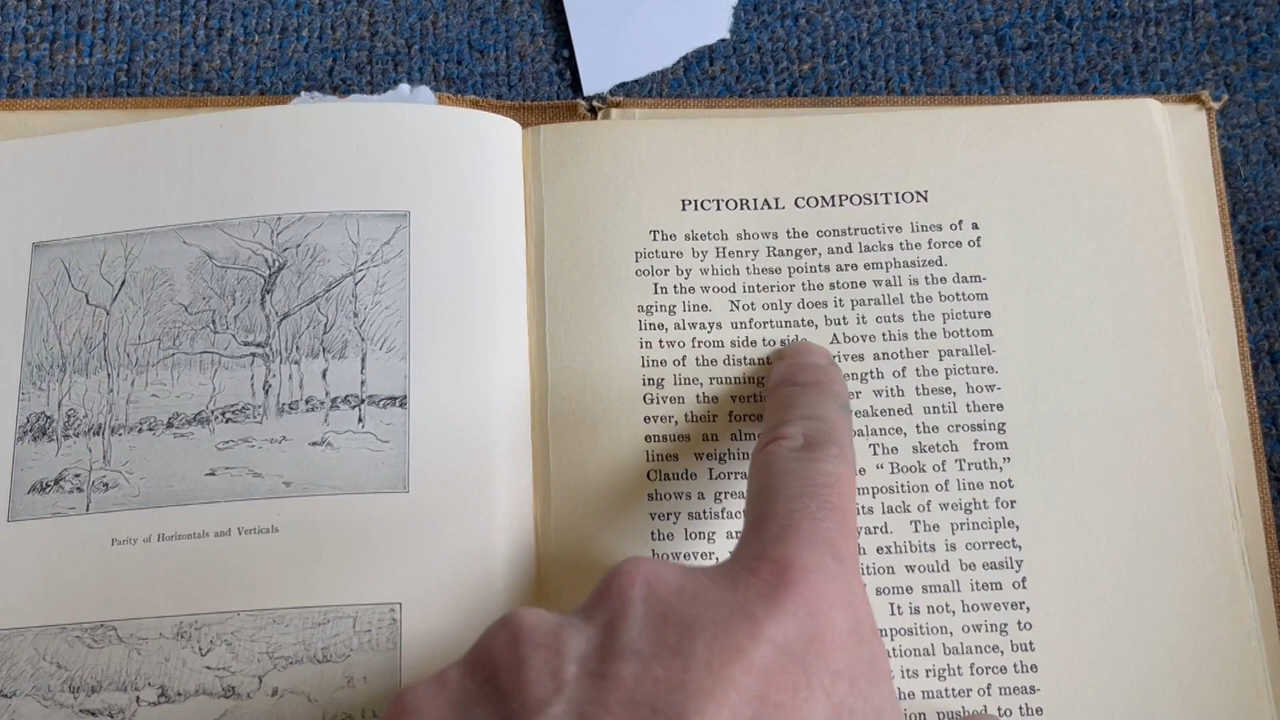 Parity of Horizontals and Verticals
PICTORIAL COMPOSITION
The sketch shows the constructive lines of a
picture by Henry Ranger, and lacks the force of
color by which these points are emphasized.
In the wood interior the stone wall is the dam-
aging line. Not only does it parallel the bottom
line, always unfortunate, but it cuts the picture
in two from side to side. Above this the bottom
line of the distant rives another parallel-
ing line, running ength of the picture.
Given the verti er with these, how-
ever, their force eakened until there
ensues an alm balance, the crossing
lines weighin The sketch from
Claude Lorra e “Book of Truth,”
shows a grea mposition of line not
very satisfact its lack of weight for
the long ar yard. The principle,
however, h exhibits is correct,
ition would be easily
some small item of
It is not, however,
mposition, owing to
ational balance, but
its right force the
he matter of meas-
ion pushed to the